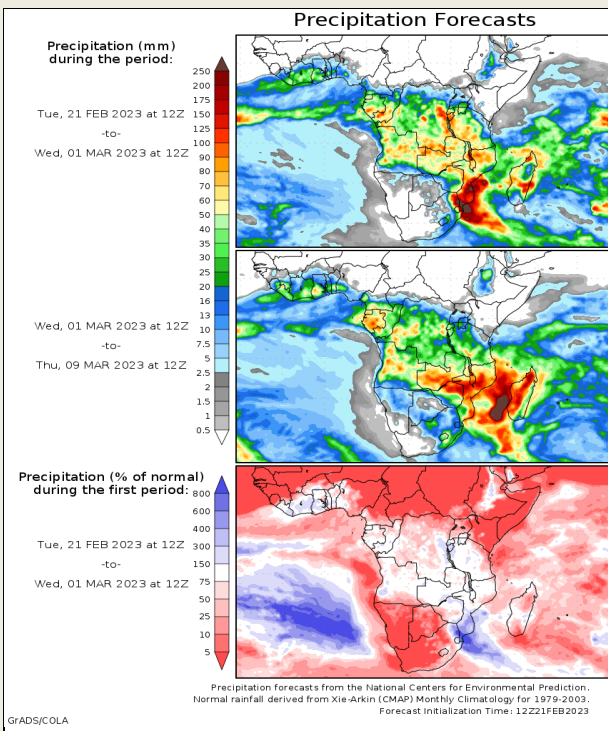 Precipitation Forecasts
Precipitation (mm)
during the period:
Tue, 21 FEB 2023 at 12Z
-to-
Wed, 01 MAR 2023 at 12Z
250
200
175
150
125
100
90
80
70
60
50
40
35
30
25
20
16
13
10
7.5
5
2.5
2
1.5
1
0.5
Wed, 01 MAR 2023 at 12Z
-to-
Thu, 09 MAR 2023 at 12Z
Precipitation (% of normal)
during the first period:
Tue, 21 FEB 2023 at 12Z
-to-
Wed, 01 MAR 2023 at 12Z
800
600
400
300
150
75
50
25
10
5
Precipitation forecasts from the National Centers for Environmental Prediction.
Normal rainfall derived from Xie-Arkin (CMAP) Monthly Climatology for 1979-2003.
Forecast Initialization Time: 12Z21FEB2023
GrADS/COLA